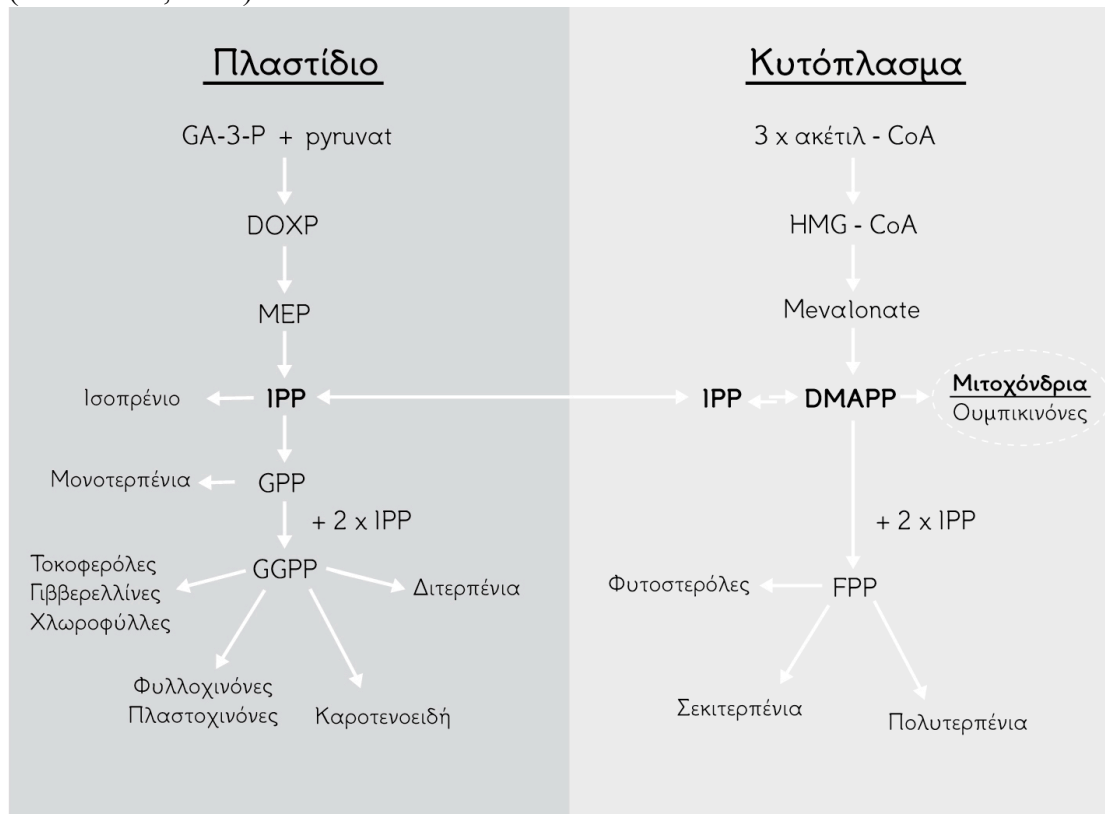 Πλαστίδιο
GA-3-P + pyruvat
DOXP
MEP
Ισοπρένιο
IPP
Μονοτερπένια
GPP
+ 2 x IPP
Τοκοφερόλες
Γιββερελλίνες
Χλωροφύλλες
GGPP
Διτερπένια
Φυλλοχινόνες
Πλαστοχινόνες
Καροτενοειδή
Κυτόπλασμα
3 x ακέτιλ - CoA
HMG - CoA
Mevalonate
IPP
DMAPP
Μιτοχόνδρια
Ουμπικινόνες
+ 2 x IPP
Φυτοστερόλες
FPP
Σεκιτερπένια
Πολυτερπένια